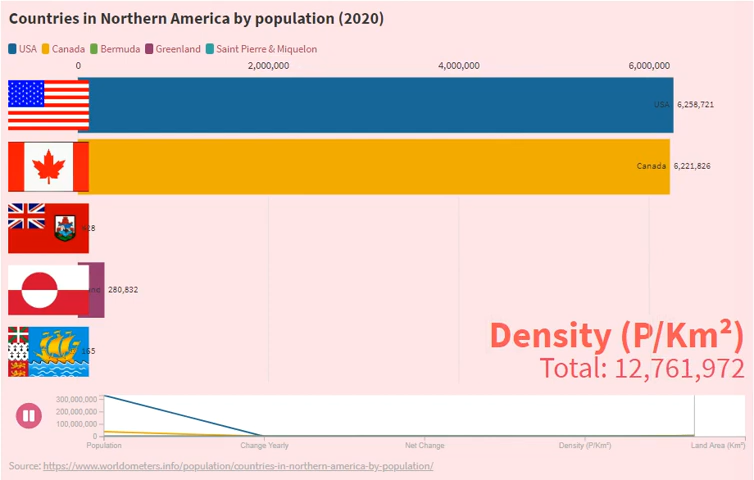 Countries in Northern America by population (2020)
USA Canada Bermuda Greenland Saint Pierre & Miquelon
0 2,000,000 4,000,000 6,000,000
USA 6,258,721
Canada 6,221,826
280,832
Density (P/Km²)
Total: 12,761,972
300,000,000
200,000,000
100,000,000
0
Population Change Yearly Net Change Density (P/Km²) Land Area (Km²)
Source: https://www.worldometers.info/population/countries-in-northern-america-by-population/